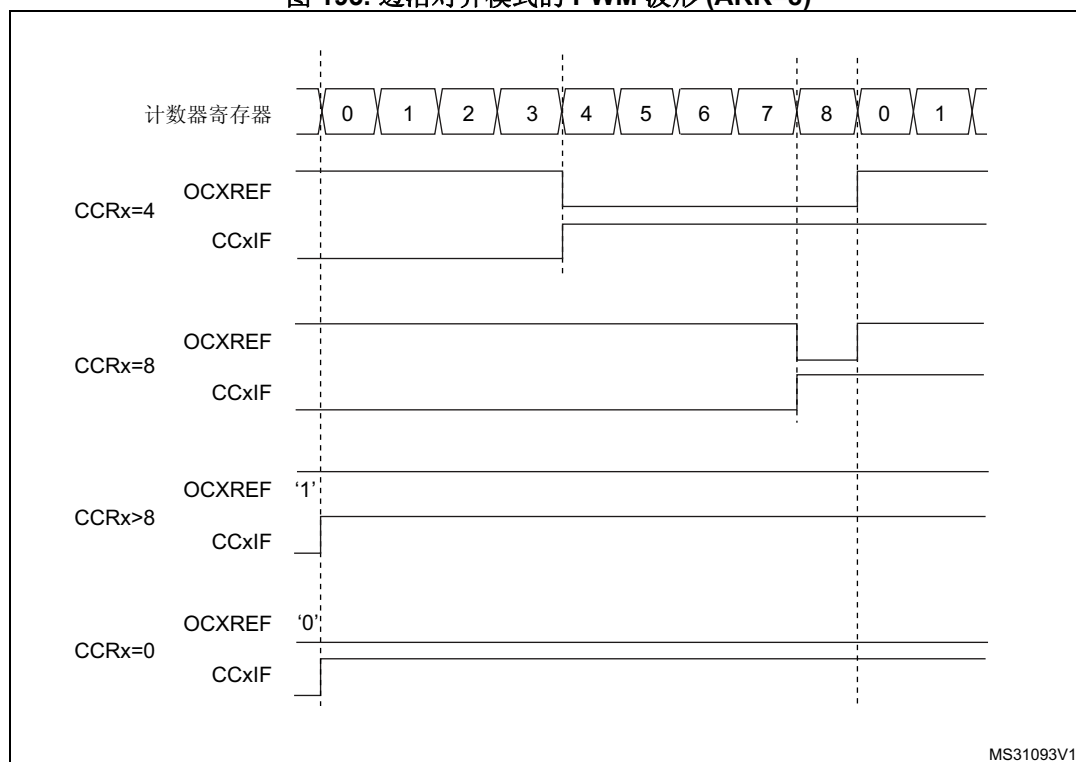 计数器寄存器 0 1 2 3 4 5 6 7 8 0 1
OCXREF
CCRx=4
CCxIF
OCXREF
CCRx=8
CCxIF
OCXREF '1'
CCRx>8
CCxIF
OCXREF '0'
CCRx=0
CCxIF
MS31093V1